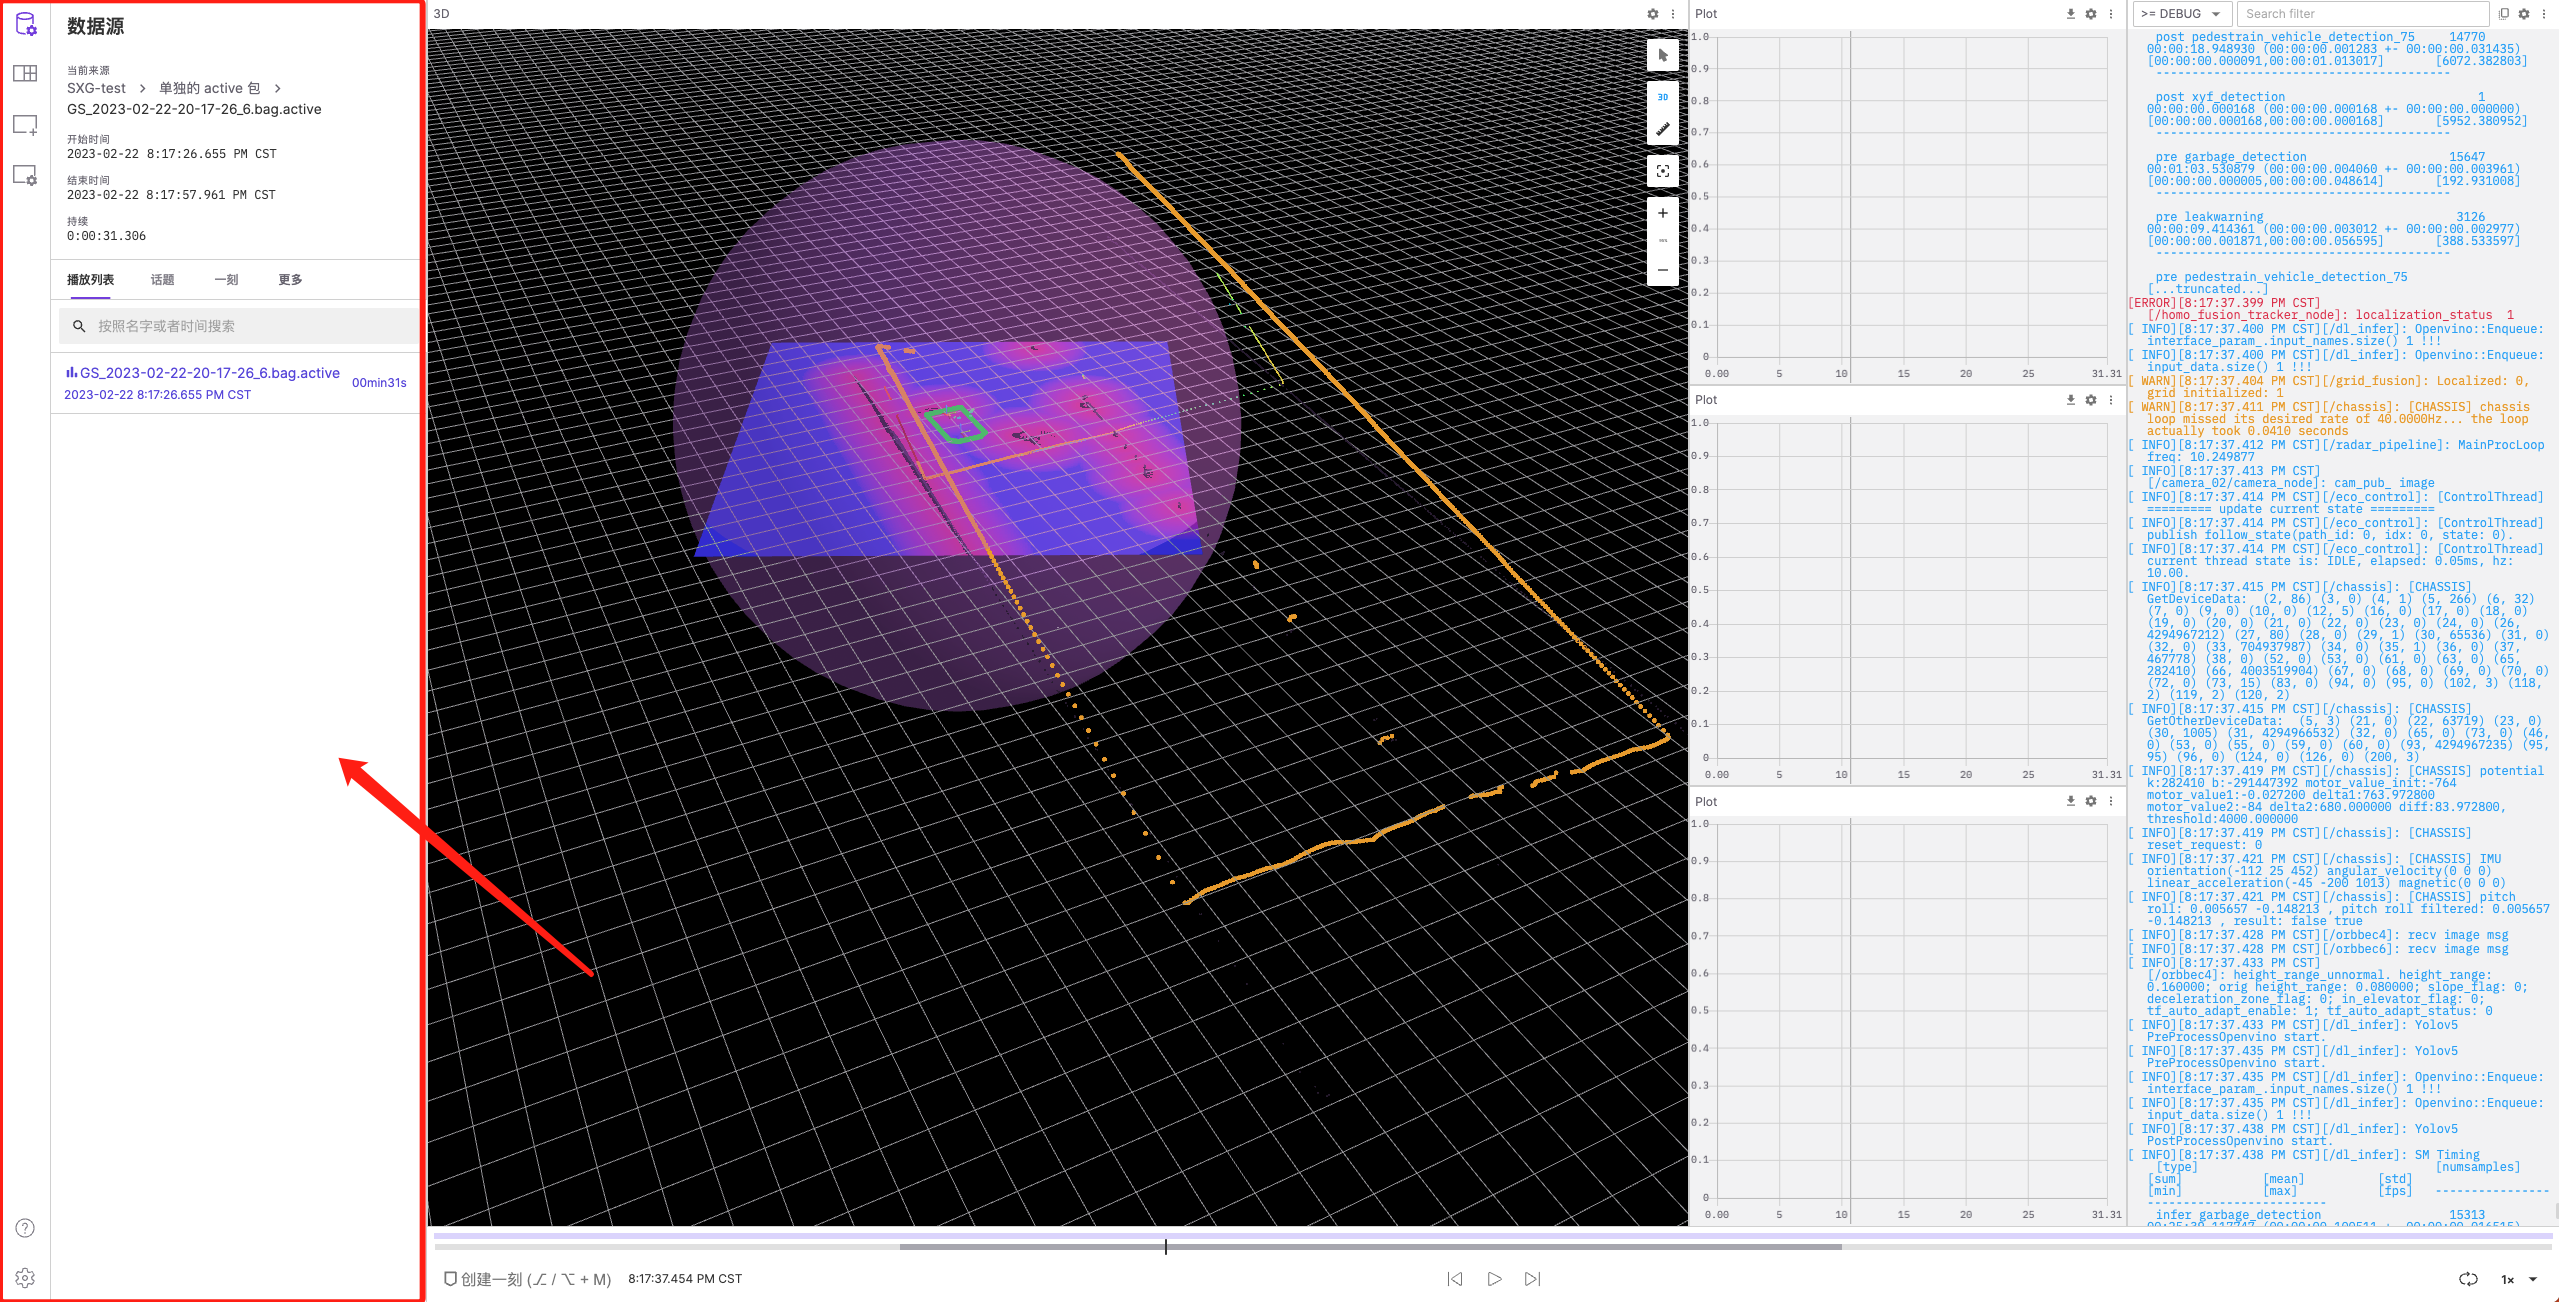 数据源
当前来源
SXG-test > 单独的 active 包 >
GS_2023-02-22-20-17-26_6.bag.active
开始时间
2023-02-22 8:17:26.655 PM CST
结束时间
2023-02-22 8:17:57.961 PM CST
持续
0:00:31.306
播放列表 话题 一刻 更多
按照名字或者时间搜索
GS_2023-02-22-20-17-26_6.bag.active
00min31s
2023-02-22 8:17:26.655 PM CST
3D
3D
Plot
1.0
0.9
0.8
0.7
0.6
0.5
0.4
0.3
0.2
0.1
0
0.00 5 10 15 20 25 31.31
Plot
1.0
0.9
0.8
0.7
0.6
0.5
0.4
0.3
0.2
0.1
0
0.00 5 10 15 20 25 31.31
Plot
1.0
0.9
0.8
0.7
0.6
0.5
0.4
0.3
0.2
0.1
0
0.00 5 10 15 20 25 31.31
>= DEBUG
Search filter
post pedestrain_vehicle_detection_75 14770
00:00:18.948930 (00:00:00.001283 +- 00:00:00.031435)
[00:00:00.000091,00:00:01.013017] [6072.382803]
-----------------------------------------
post xyf_detection 1
00:00:00.000168 (00:00:00.000168 +- 00:00:00.000000)
[00:00:00.000168,00:00:00.000168] [5952.380952]
-----------------------------------------
pre garbage_detection 15647
00:01:03.530879 (00:00:00.004060 +- 00:00:00.003961)
[00:00:00.000005,00:00:00.048614] [192.931008]
-----------------------------------------
pre leakwarning 3126
00:00:09.414361 (00:00:00.003012 +- 00:00:00.002977)
[00:00:00.001871,00:00:00.056595] [388.533597]
-----------------------------------------
pre pedestrain_vehicle_detection_75
[...truncated...]
[ERROR][8:17:37.399 PM CST]
[/homo_fusion_tracker_node]: localization_status 1
[ INFO][8:17:37.400 PM CST][/dl_infer]: Openvino::Enqueue:
interface_param_.input_names.size() 1 !!!
[ INFO][8:17:37.400 PM CST][/dl_infer]: Openvino::Enqueue:
input_data.size() 1 !!!
[ WARN][8:17:37.404 PM CST][/grid_fusion]: Localized: 0,
grid initialized: 1
[ WARN][8:17:37.411 PM CST][/chassis]: [CHASSIS] chassis
loop missed its desired rate of 40.0000Hz... the loop
actually took 0.0410 seconds
[ INFO][8:17:37.412 PM CST][/radar_pipeline]: MainProcLoop
freq: 10.249877
[ INFO][8:17:37.413 PM CST]
[/camera_02/camera_node]: cam_pub_ image
[ INFO][8:17:37.414 PM CST][/eco_control]: [ControlThread]
========= update current state =========
[ INFO][8:17:37.414 PM CST][/eco_control]: [ControlThread]
publish follow_state(path_id: 0, idx: 0, state: 0).
[ INFO][8:17:37.414 PM CST][/eco_control]: [ControlThread]
current thread state is: IDLE, elapsed: 0.05ms, hz:
10.00.
[ INFO][8:17:37.415 PM CST][/chassis]: [CHASSIS]
GetDeviceData: (2, 86) (3, 0) (4, 1) (5, 266) (6, 32)
(7, 0) (9, 0) (10, 0) (12, 5) (16, 0) (17, 0) (18, 0)
(19, 0) (20, 0) (21, 0) (22, 0) (23, 0) (24, 0) (26,
4294967212) (27, 80) (28, 0) (29, 1) (30, 65536) (31, 0)
(32, 0) (33, 704937987) (34, 0) (35, 1) (36, 0) (37,
467778) (38, 0) (52, 0) (53, 0) (61, 0) (63, 0) (65,
282410) (66, 4003519904) (67, 0) (68, 0) (69, 0) (70, 0)
(72, 0) (73, 15) (83, 0) (94, 0) (95, 0) (102, 3) (118,
2) (119, 2) (120, 2)
[ INFO][8:17:37.415 PM CST][/chassis]: [CHASSIS]
GetOtherDeviceData: (5, 3) (21, 0) (22, 63719) (23, 0)
(30, 1005) (31, 4294966532) (32, 0) (65, 0) (73, 0) (46,
0) (53, 0) (55, 0) (59, 0) (60, 0) (93, 4294967235) (95,
95) (96, 0) (124, 0) (126, 0) (200, 3)
[ INFO][8:17:37.419 PM CST][/chassis]: [CHASSIS] potential
k:282410 b:-291447392 motor_value_init:-764
motor_value1:-0.027200 delta1:763.972800
motor_value2:-84 delta2:680.000000 diff:83.972800,
threshold:4000.000000
[ INFO][8:17:37.419 PM CST][/chassis]: [CHASSIS]
reset_request: 0
[ INFO][8:17:37.421 PM CST][/chassis]: [CHASSIS] IMU
orientation(-112 25 452) angular_velocity(0 0 0)
linear_acceleration(-45 -200 1013) magnetic(0 0 0)
[ INFO][8:17:37.421 PM CST][/chassis]: [CHASSIS] pitch
roll: 0.005657 -0.148213 , pitch roll filtered: 0.005657
-0.148213 , result: false true
[ INFO][8:17:37.428 PM CST][/orbbec4]: recv image msg
[ INFO][8:17:37.428 PM CST][/orbbec6]: recv image msg
[ INFO][8:17:37.433 PM CST]
[/orbbec4]: height_range_unnormal. height_range:
0.160000; orig height_range: 0.080000; slope_flag: 0;
deceleration_zone_flag: 0; in_elevator_flag: 0;
tf_auto_adapt_enable: 1; tf_auto_adapt_status: 0
[ INFO][8:17:37.433 PM CST][/dl_infer]: Yolov5
PreProcessOpenvino start.
[ INFO][8:17:37.435 PM CST][/dl_infer]: Yolov5
PreProcessOpenvino start.
[ INFO][8:17:37.435 PM CST][/dl_infer]: Openvino::Enqueue:
interface_param_.input_names.size() 1 !!!
[ INFO][8:17:37.435 PM CST][/dl_infer]: Openvino::Enqueue:
input_data.size() 1 !!!
[ INFO][8:17:37.438 PM CST][/dl_infer]: Yolov5
PostProcessOpenvino start.
[ INFO][8:17:37.438 PM CST][/dl_infer]: SM Timing
[type] [numsamples]
[sum] [mean] [std]
[min] [max] [fps] ----------------
-------------------------
infer garbage_detection 15313
创建一刻 (⌥ / ⌥ + M) 8:17:37.454 PM CST
1×